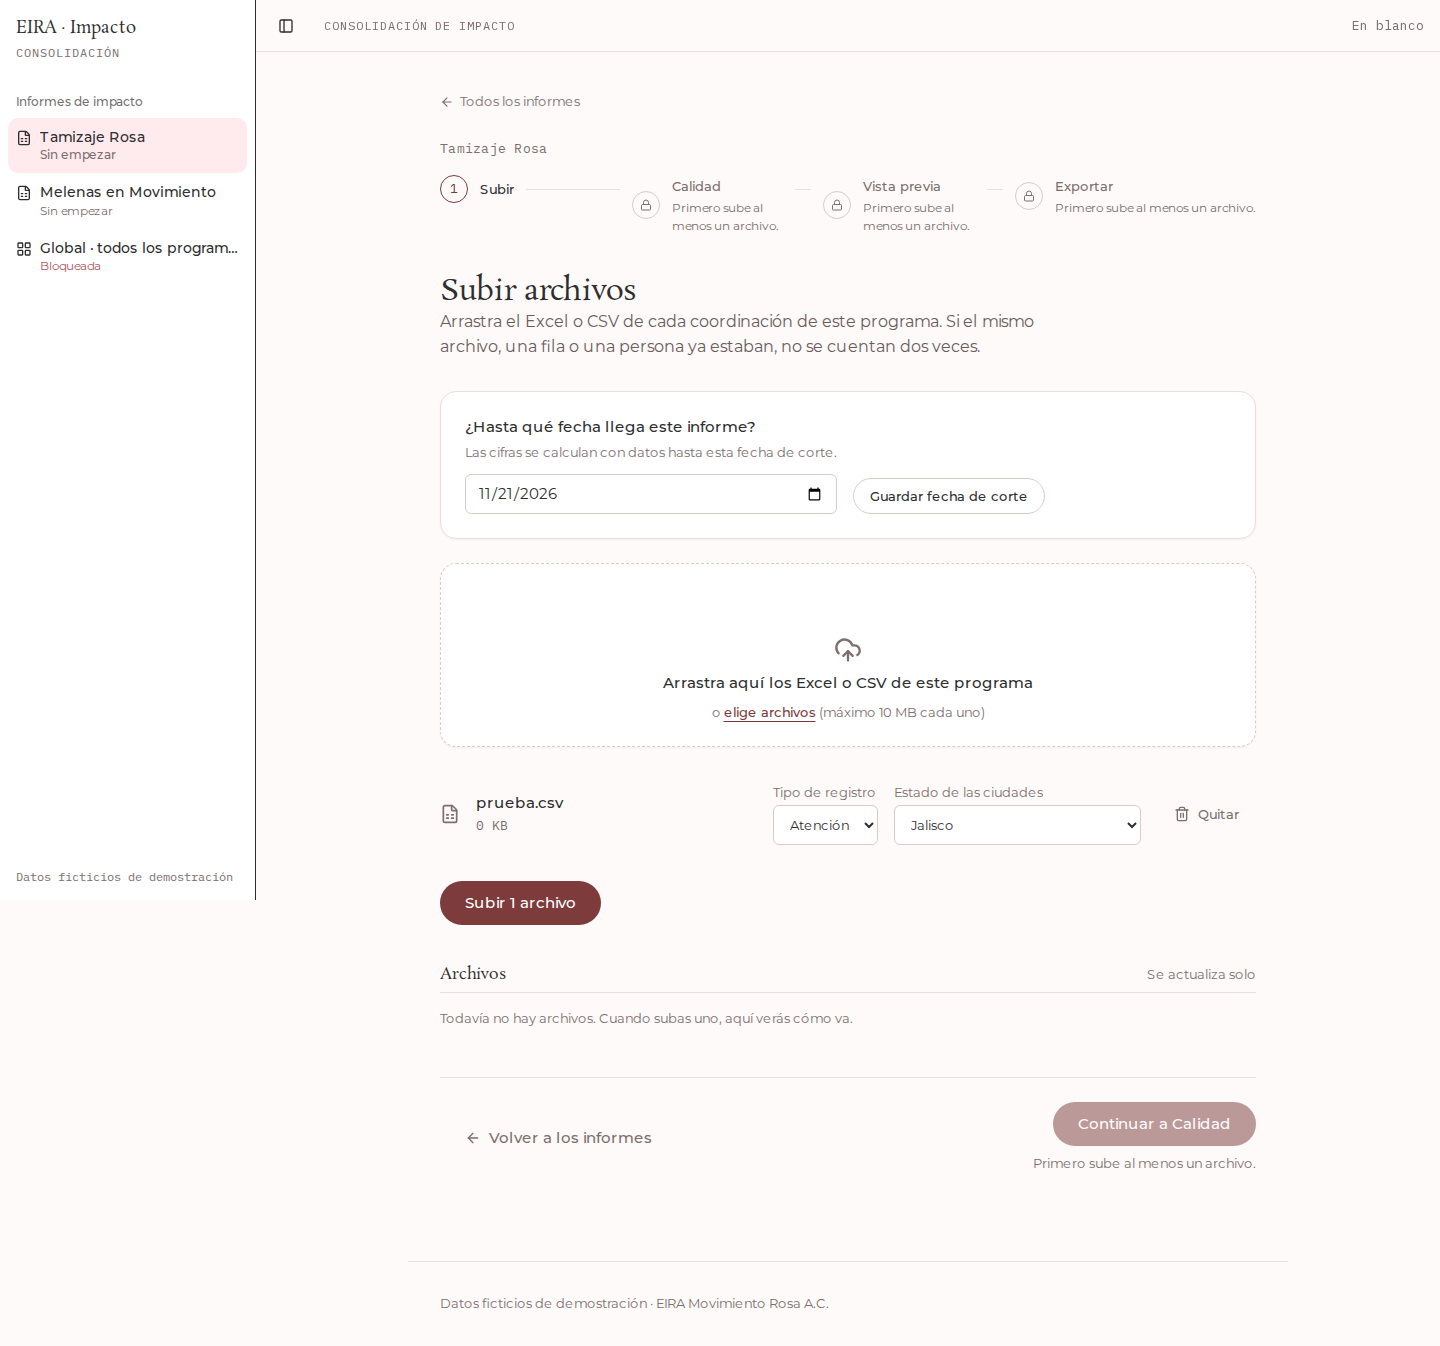 EIRA · Impacto
CONSOLIDACIÓN
Informes de impacto
Tamizaje Rosa
Sin empezar
Melenas en Movimiento
Sin empezar
Global · todos los program...
Bloqueada
Datos ficticios de demostración
CONSOLIDACIÓN DE IMPACTO
En blanco
Todos los informes
Tamizaje Rosa
1 Subir
Calidad
Primero sube al
menos un archivo.
Vista previa
Primero sube al
menos un archivo.
Exportar
Primero sube al menos un archivo.
Subir archivos
Arrastra el Excel o CSV de cada coordinación de este programa. Si el mismo
archivo, una fila o una persona ya estaban, no se cuentan dos veces.
¿Hasta qué fecha llega este informe?
Las cifras se calculan con datos hasta esta fecha de corte.
11/21/2026
Guardar fecha de corte
Arrastra aquí los Excel o CSV de este programa
o elige archivos (máximo 10 MB cada uno)
prueba.csv
0 KB
Tipo de registro
Atención
Estado de las ciudades
Jalisco
Quitar
Subir 1 archivo
Archivos
Se actualiza solo
Todavía no hay archivos. Cuando subas uno, aquí verás cómo va.
Volver a los informes
Continuar a Calidad
Primero sube al menos un archivo.
Datos ficticios de demostración · EIRA Movimiento Rosa A.C.